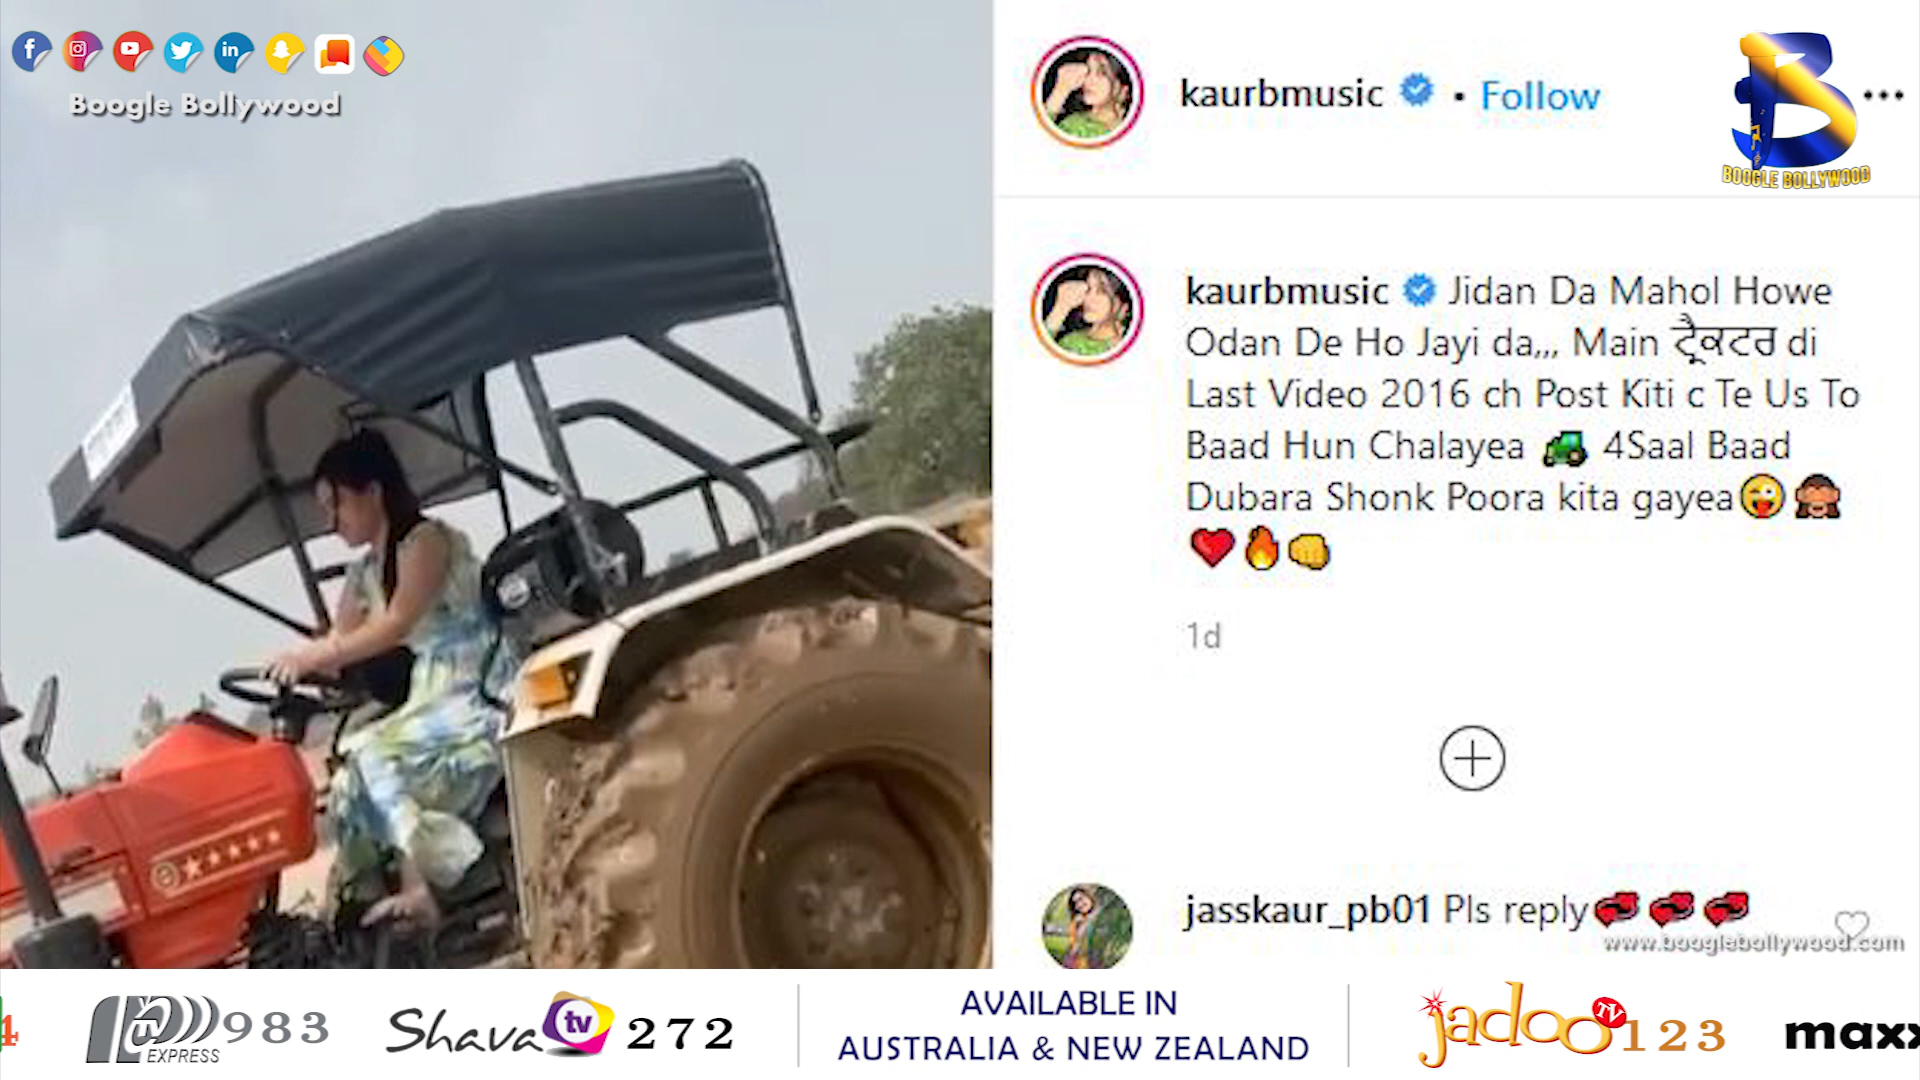 Boogle Bollywood
kaurbmusic • Follow
BOOGLE BOLLYWOOD
kaurbmusic Jidan Da Mahol Howe
Odan De Ho Jayi da,,, Main ਟ੍ਰੈਕਟਰ di
Last Video 2016 ch Post Kiti c Te Us To
Baad Hun Chalayea 🚜 4Saal Baad
Dubara Shonk Poora kita gayea😜🙈
❤️🔥👊
1d
jasskaur_pb01 Pls reply💞💞💞
www.booglebollywood.com
EXPRESS 983
Shava tv 272
AVAILABLE IN
AUSTRALIA & NEW ZEALAND
jadoo TV 123